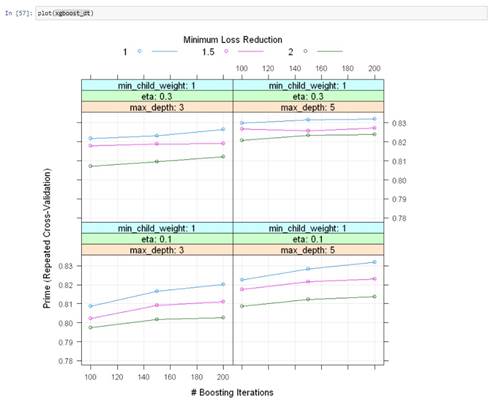 In [57]: plot(xgboost_dt)
Minimum Loss Reduction
1 1.5 2
100 120 140 160 180 200
min_child_weight: 1 min_child_weight: 1
eta: 0.3 eta: 0.3
max_depth: 3 max_depth: 5
0.83
0.82
0.81
0.80
0.79
0.78
Prime (Repeated Cross-Validation)
min_child_weight: 1 min_child_weight: 1
eta: 0.1 eta: 0.1
max_depth: 3 max_depth: 5
0.83
0.82
0.81
0.80
0.79
0.78
100 120 140 160 180 200
# Boosting Iterations